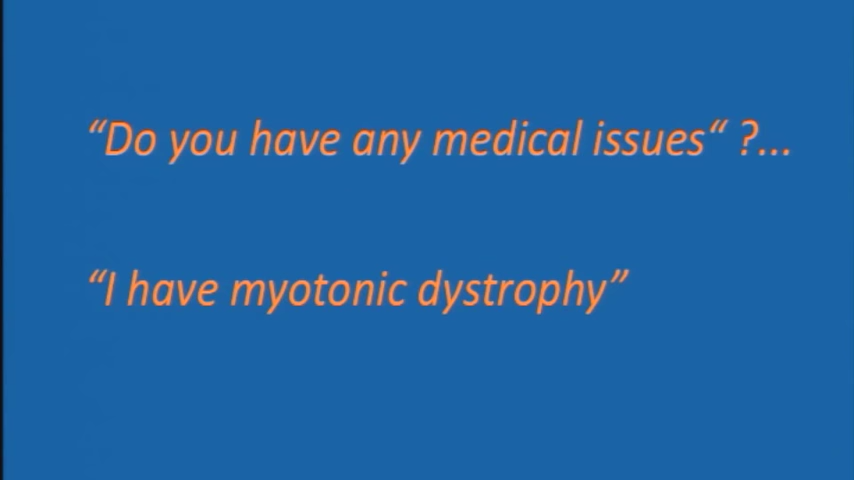 “Do you have any medical issues“ ?...
“I have myotonic dystrophy”